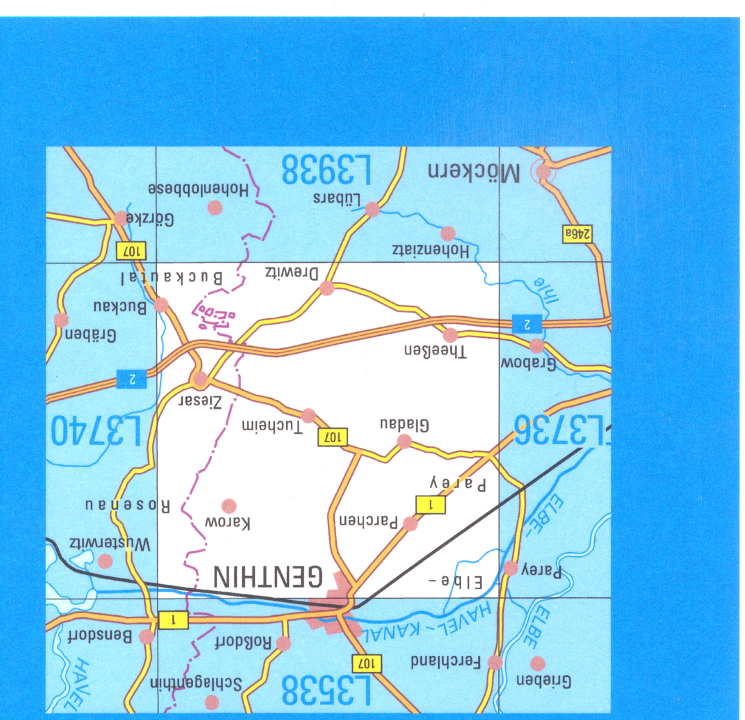 L3538
Schlagenthin
HAVEL
Grieben
Ferchland
107
Roßdorf
Bensdorf
ELBE
HAVEL-KANAL
1
Parey
Elbe-
GENTHIN
Wusterwitz
ELBE-
Parchen
Karow
1
Rosenau
Parey
L3736
Gladau
107
Tucheim
L3740
Ziesar
2
Grabow
Theeßen
2
Gräben
Ihle
Buckau
Drewitz
Buckautal
Hohenziatz
107
246a
Görzke
Lübars
Hohenlobbese
Möckern
L3938